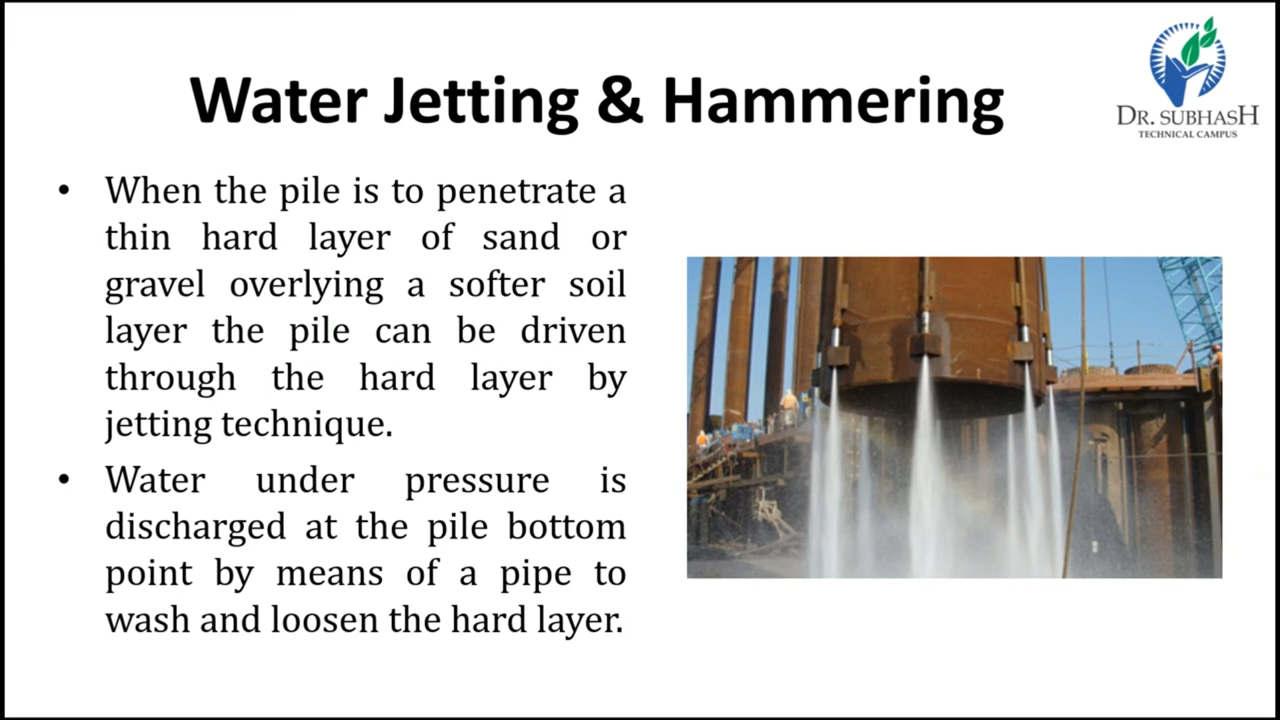 Water Jetting & Hammering
DR. SUBHASH
TECHNICAL CAMPUS
• When the pile is to penetrate a
thin hard layer of sand or
gravel overlying a softer soil
layer the pile can be driven
through the hard layer by
jetting technique.
• Water under pressure is
discharged at the pile bottom
point by means of a pipe to
wash and loosen the hard layer.